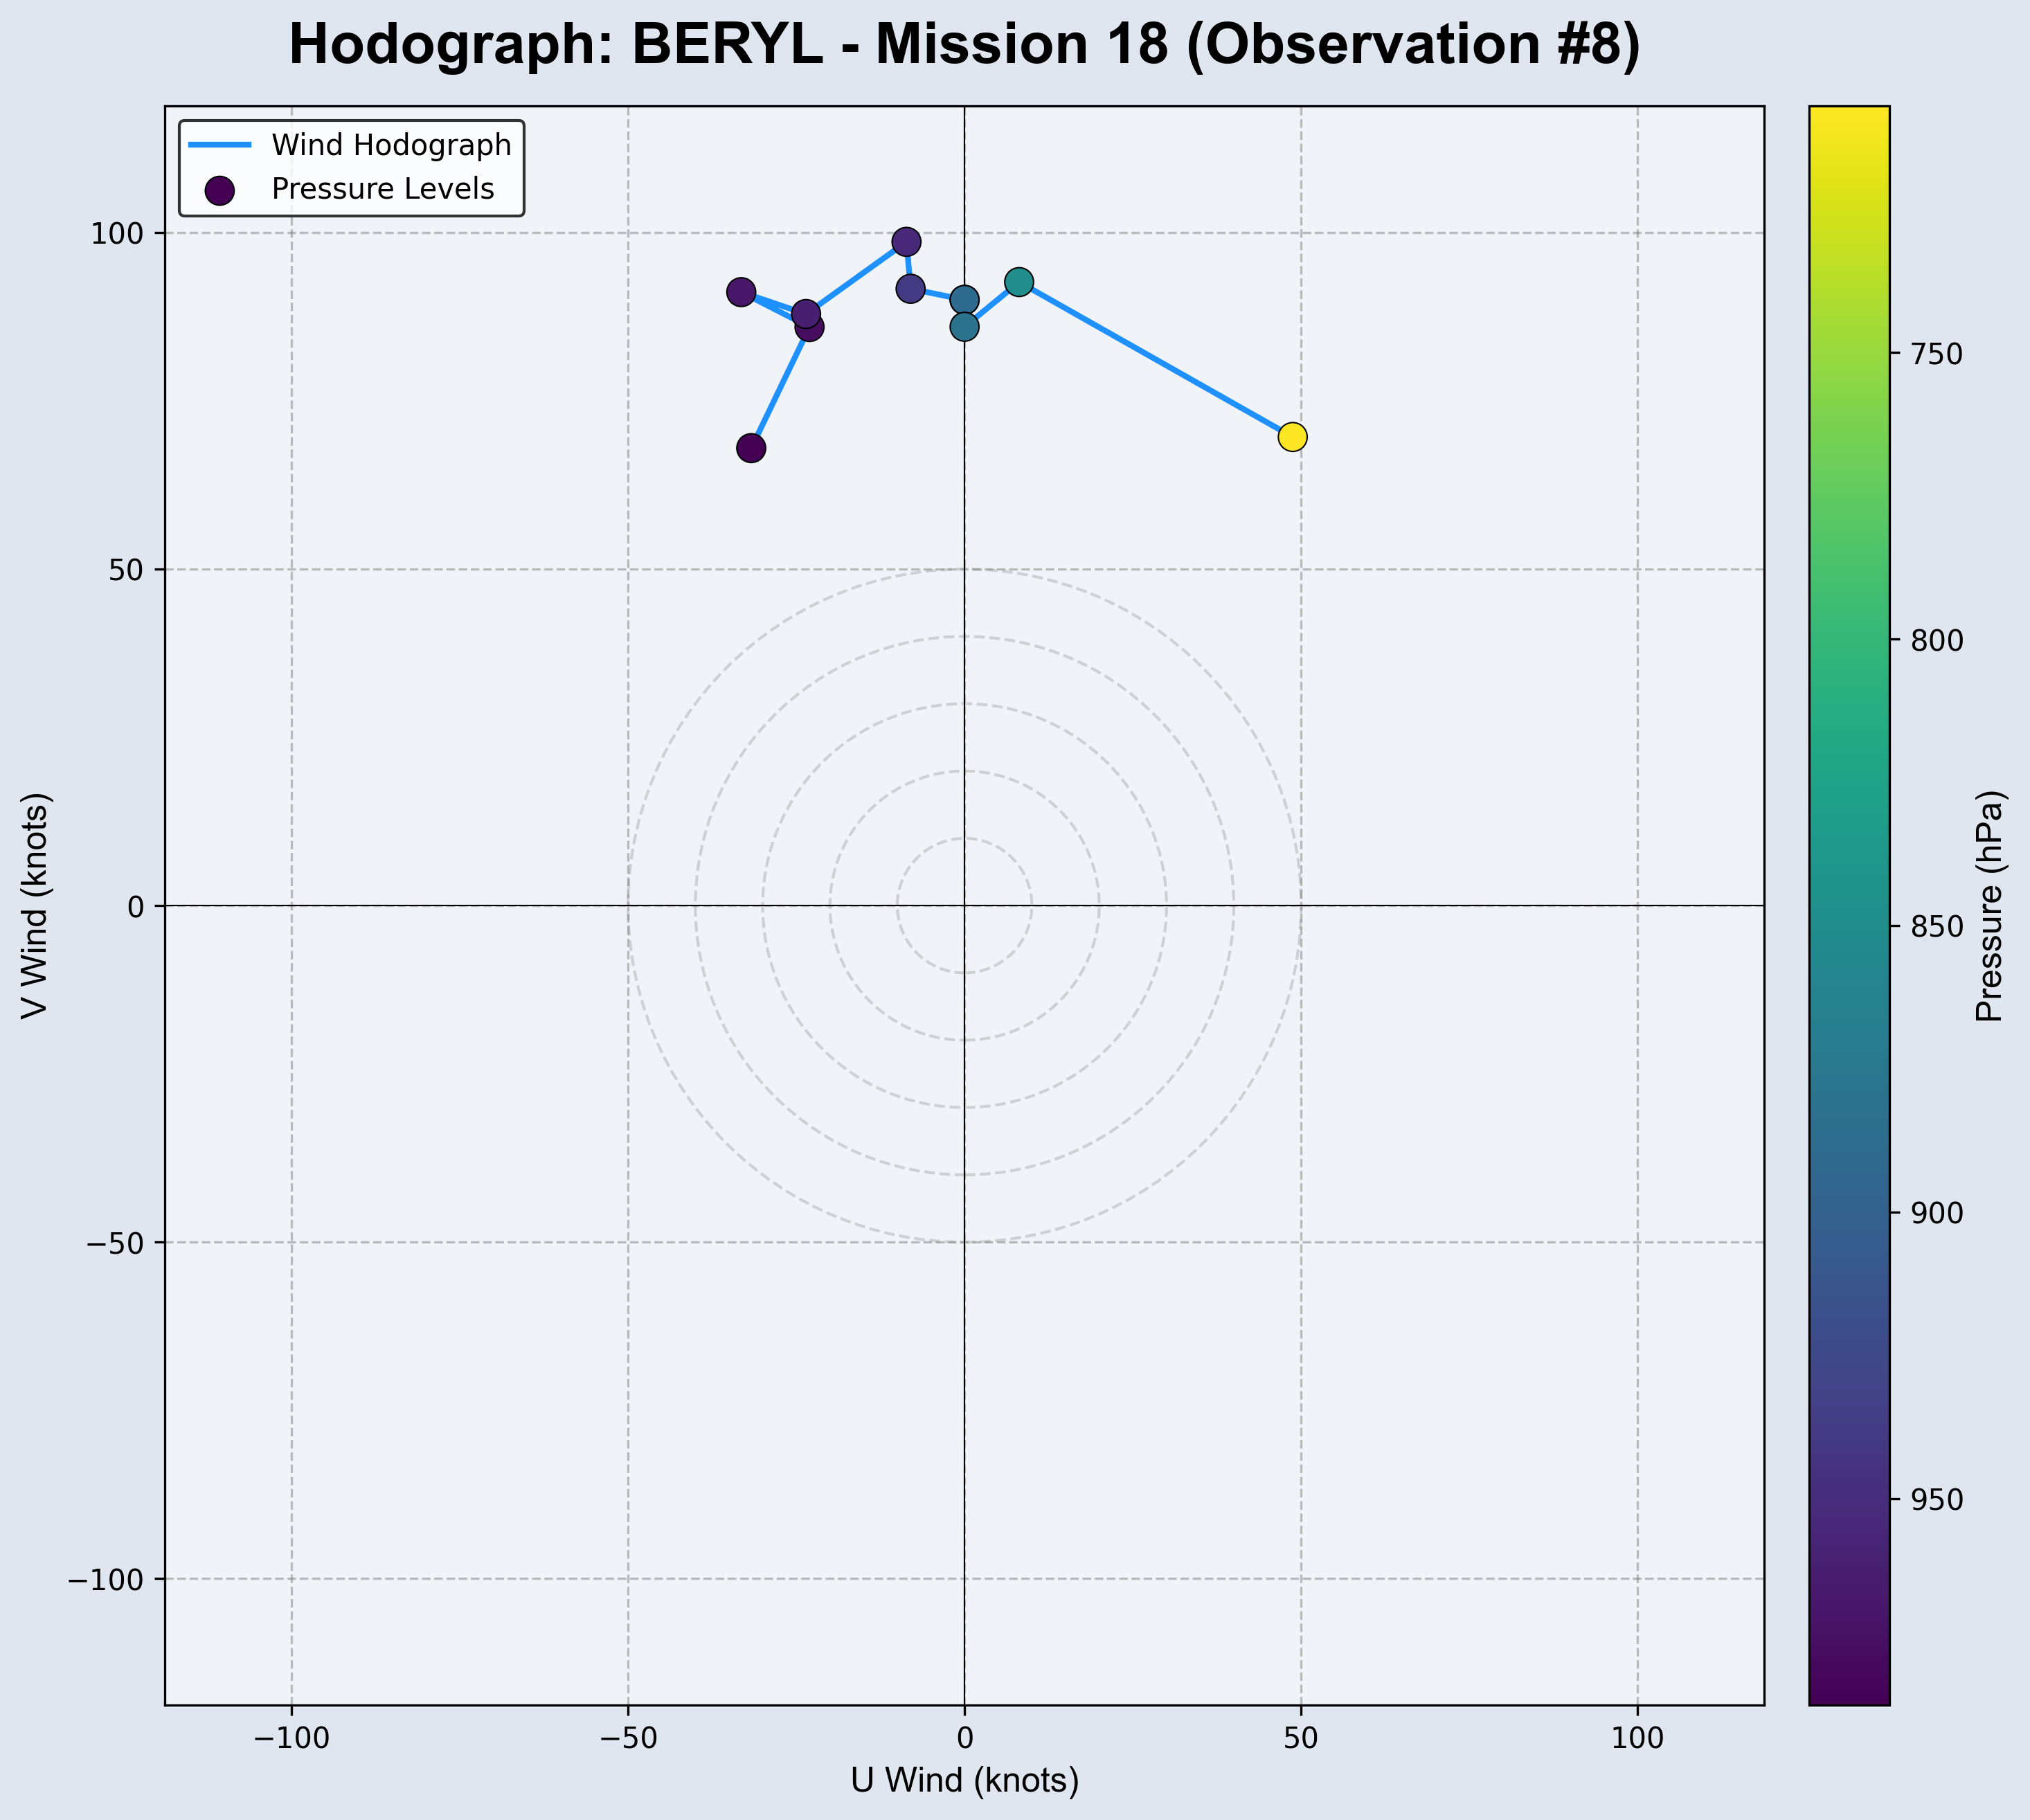 Hodograph: BERYL - Mission 18 (Observation #8)
Wind Hodograph
Pressure Levels
100
50
0
−50
−100
V Wind (knots)
−100
−50
0
50
100
U Wind (knots)
750
800
850
900
950
Pressure (hPa)